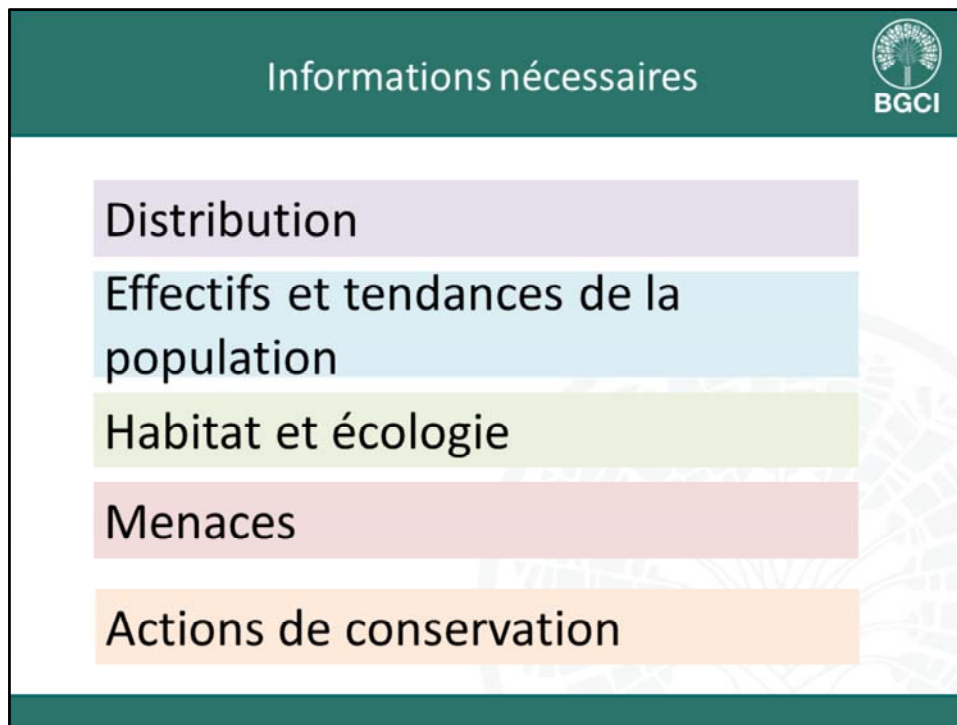 Informations nécessaires
BGCI
Distribution
Effectifs et tendances de la
population
Habitat et écologie
Menaces
Actions de conservation